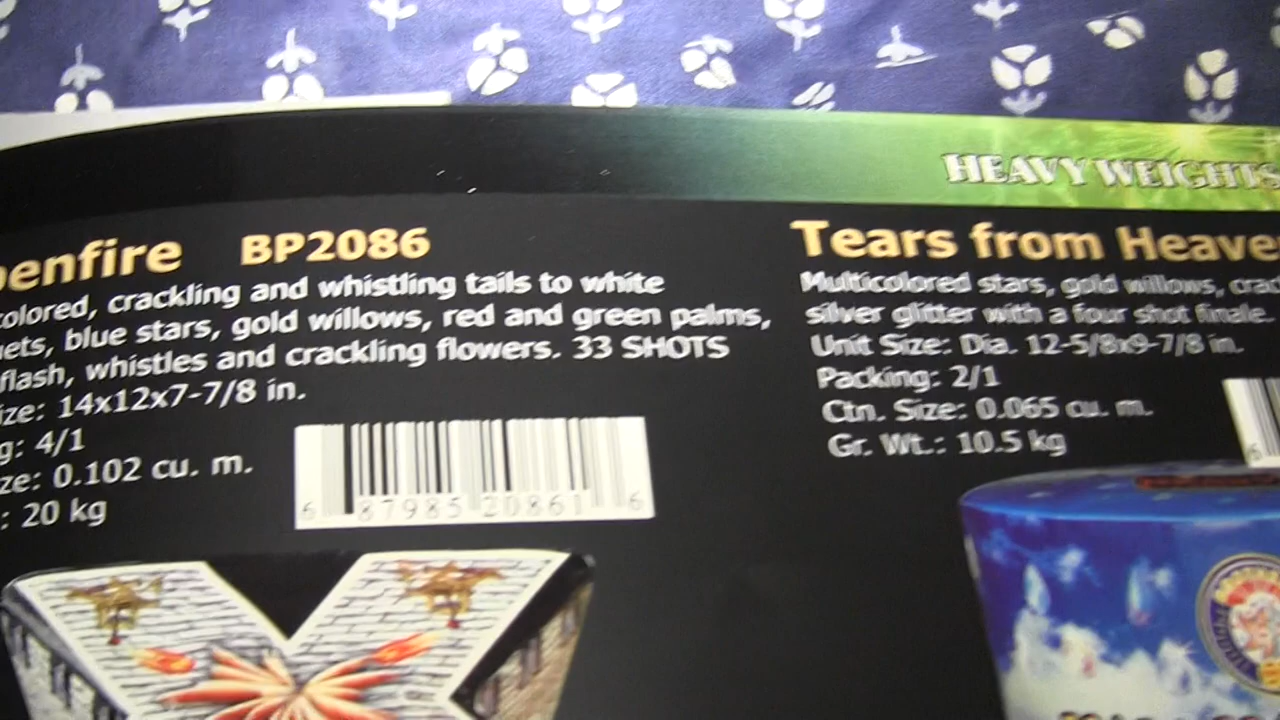 HEAVY WEIGHTS
penfire BP2086
colored, crackling and whistling tails to white
uets, blue stars, gold willows, red and green palms,
flash, whistles and crackling flowers. 33 SHOTS
ize: 14x12x7-7/8 in.
g: 4/1
ze: 0.102 cu. m.
: 20 kg
6 87985 20861 6
Tears from Heave
Multicolored stars, gold willows, crac
silver glitter with a four shot finale.
Unit Size: Dia. 12-5/8x9-7/8 in.
Packing: 2/1
Ctn. Size: 0.065 cu. m.
Gr. Wt.: 10.5 kg
6